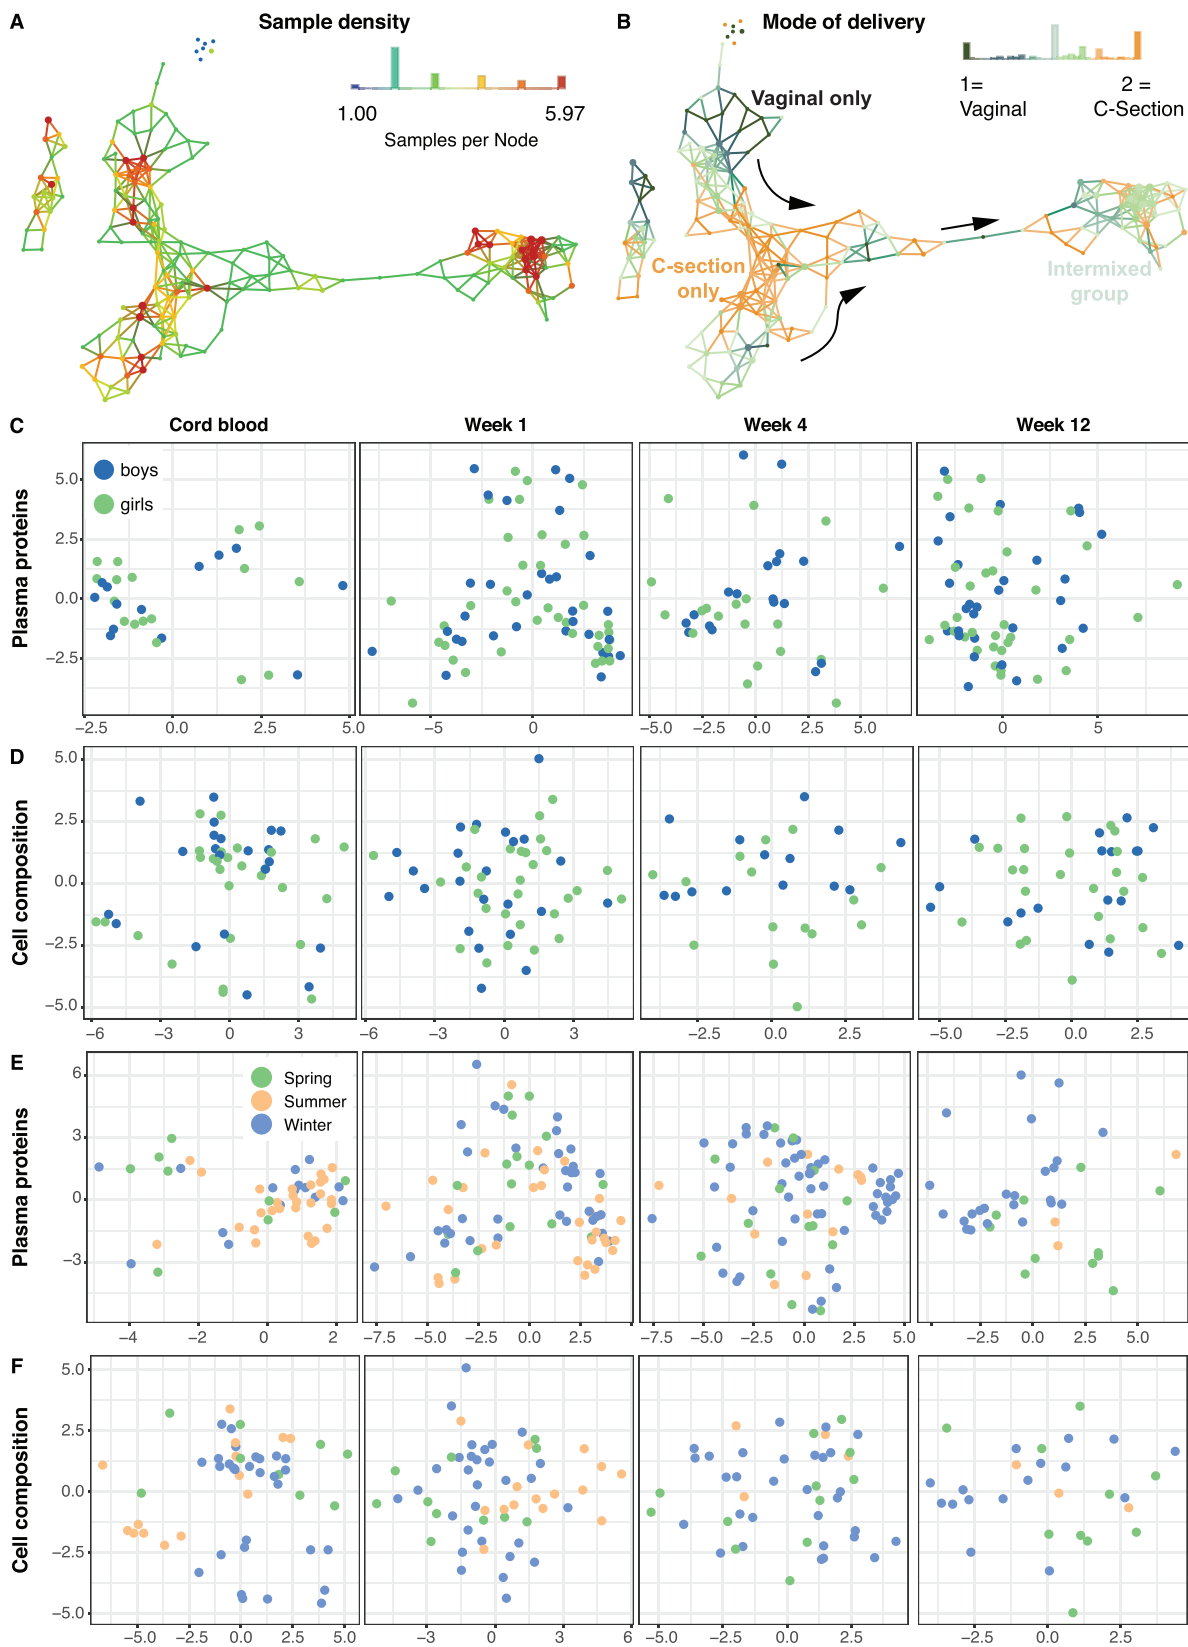 A
Sample density
1.00
5.97
Samples per Node
B
Mode of delivery
1=
Vaginal
2 =
C-Section
Vaginal only
C-section
only
Intermixed
group
C
Cord blood
Week 1
Week 4
Week 12
Plasma proteins
boys
girls
5.0
2.5
0.0
−2.5
−2.5
0.0
2.5
5.0
−5
0
−5.0
−2.5
0.0
2.5
5.0
0
5
D
Cell composition
5.0
2.5
0.0
−2.5
−5.0
−6
−3
0
3
−6
−3
0
3
−2.5
0.0
2.5
−5.0
−2.5
0.0
2.5
E
Plasma proteins
Spring
Summer
Winter
6
3
0
−3
−4
−2
0
2
−7.5
−5.0
−2.5
0.0
2.5
−7.5
−5.0
−2.5
0.0
2.5
5.0
−2.5
0.0
2.5
5.0
F
Cell composition
5.0
2.5
0.0
−2.5
−5.0
−5.0
−2.5
0.0
2.5
5.0
−3
0
3
6
−5.0
−2.5
0.0
2.5
−2.5
0.0
2.5